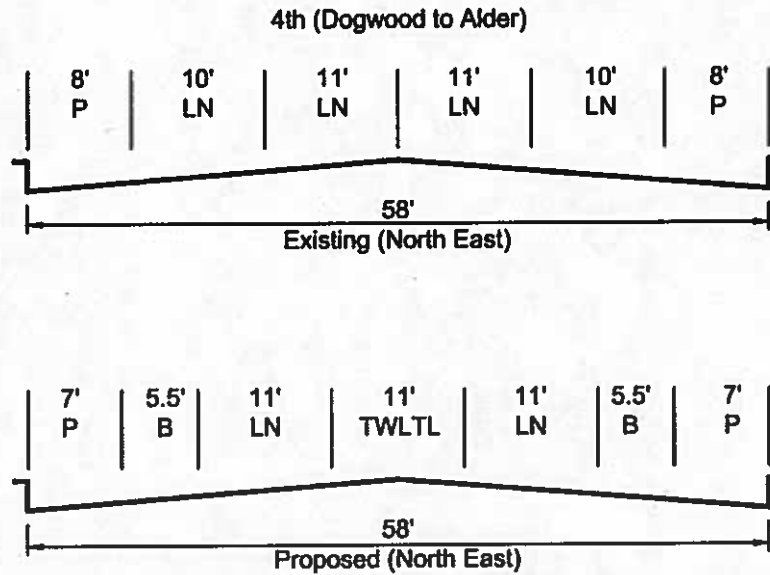 4th (Dogwood to Alder)
8' 10' 11' 11' 10' 8'
P LN LN LN LN P
58'
Existing (North East)
7' 5.5' 11' 11' 11' 5.5' 7'
P B LN TWLTL LN B P
58'
Proposed (North East)